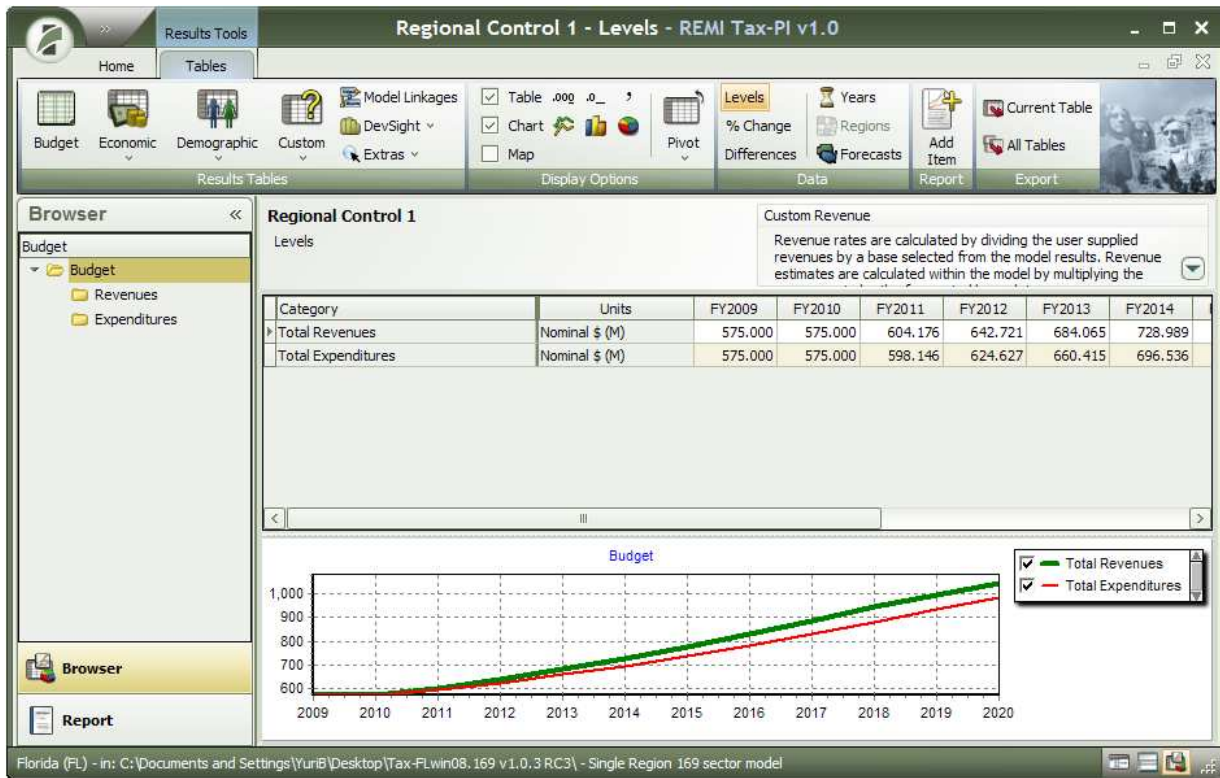 Results Tools
Regional Control 1 - Levels - REMI Tax-PI v1.0
Home
Tables
Budget
Economic
Demographic
Custom
Model Linkages
DevSight
Extras
Results Tables
Table .000 .0_ ,
Chart
Map
Pivot
Display Options
Levels
% Change
Differences
Years
Regions
Forecasts
Data
Add Item
Report
Current Table
All Tables
Export
Browser
Budget
Budget
Revenues
Expenditures
Regional Control 1
Levels
Custom Revenue
Revenue rates are calculated by dividing the user supplied
revenues by a base selected from the model results. Revenue
estimates are calculated within the model by multiplying the
Category Units FY2009 FY2010 FY2011 FY2012 FY2013 FY2014
Total Revenues Nominal $ (M) 575.000 575.000 604.176 642.721 684.065 728.989
Total Expenditures Nominal $ (M) 575.000 575.000 598.146 624.627 660.415 696.536
Budget
1,000
900
800
700
600
2009 2010 2011 2012 2013 2014 2015 2016 2017 2018 2019 2020
Total Revenues
Total Expenditures
Browser
Report
Florida (FL) - in: C:\Documents and Settings\YuriB\Desktop\Tax-FLwin08.169 v1.0.3 RC3\ - Single Region 169 sector model